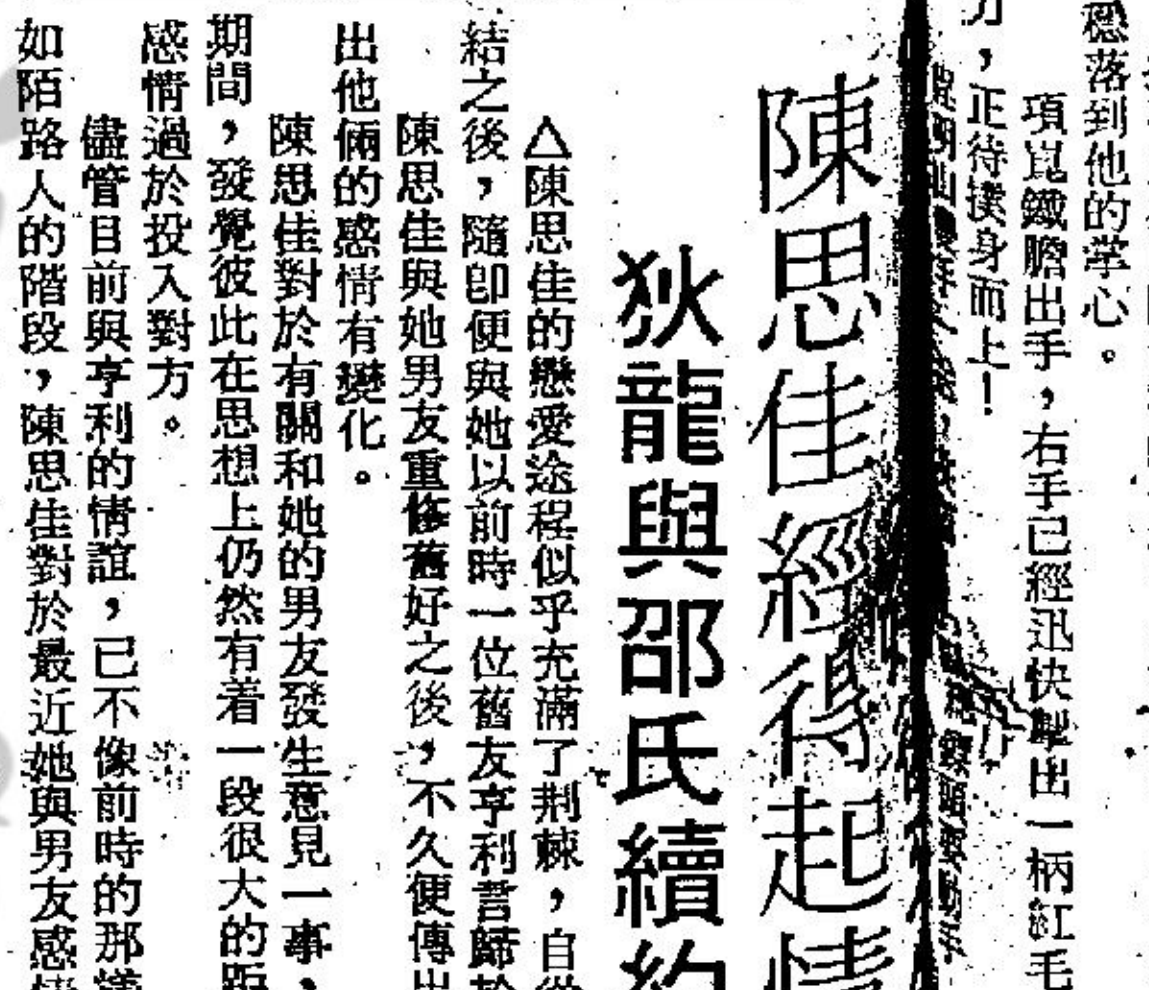 穩落到他的掌心。
項崑鐵膽出手，右手已經迅快掣出一柄紅毛
，正待撲身而上！
陳思佳經得起情
狄龍與邵氏續約
△陳思佳的戀愛途程似乎充滿了荆棘，自從
結之後，隨卽便與她以前時一位舊友亨利言歸於
陳思佳與她男友重修舊好之後，不久便傳出
出他倆的感情有變化。
陳思佳對於有關和她的男友發生意見一事，
期間，發覺彼此在思想上仍然有着一段很大的距
感情過於投入對方。
儘管目前與亨利的情誼，已不像前時的那樣
如陌路人的階段，陳思佳對於最近她與男友感情